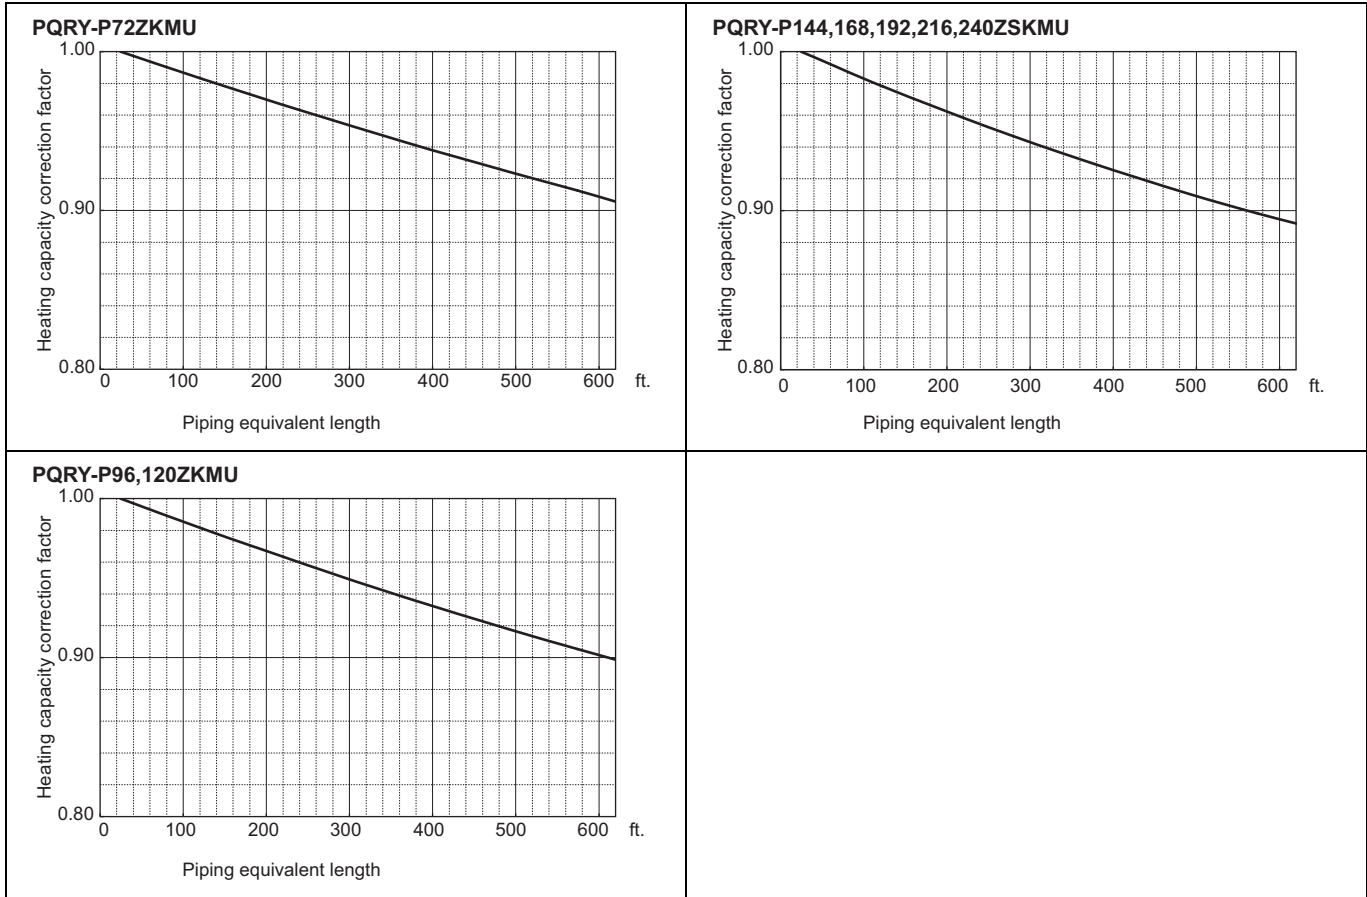 PQRY-P72ZKMU
Heating capacity correction factor
1.00
0.90
0.80
0 100 200 300 400 500 600 ft.
Piping equivalent length
PQRY-P144,168,192,216,240ZSKMU
Heating capacity correction factor
1.00
0.90
0.80
0 100 200 300 400 500 600 ft.
Piping equivalent length
PQRY-P96,120ZKMU
Heating capacity correction factor
1.00
0.90
0.80
0 100 200 300 400 500 600 ft.
Piping equivalent length